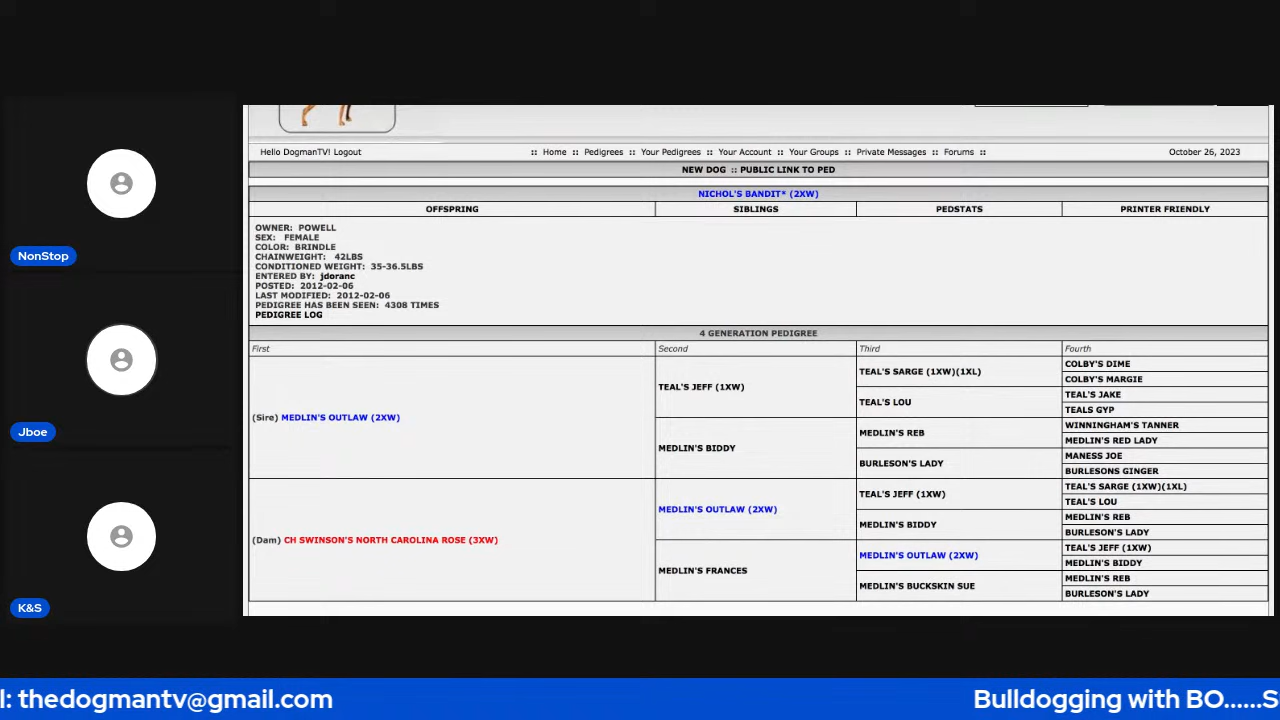 Hello DogmanTV! Logout
:: Home :: Pedigrees :: Your Pedigrees :: Your Account :: Your Groups :: Private Messages :: Forums ::
October 26, 2023
NEW DOG :: PUBLIC LINK TO PED
NICHOL'S BANDIT* (2XW)
OFFSPRING SIBLINGS PEDSTATS PRINTER FRIENDLY
OWNER: POWELL
SEX: FEMALE
COLOR: BRINDLE
CHAINWEIGHT: 42LBS
CONDITIONED WEIGHT: 35-36.5LBS
ENTERED BY: jdoranc
POSTED: 2012-02-06
LAST MODIFIED: 2012-02-06
PEDIGREE HAS BEEN SEEN: 4308 TIMES
PEDIGREE LOG
4 GENERATION PEDIGREE
First Second Third Fourth
(Sire) MEDLIN'S OUTLAW (2XW)
(Dam) CH SWINSON'S NORTH CAROLINA ROSE (3XW)
TEAL'S JEFF (1XW)
MEDLIN'S BIDDY
MEDLIN'S OUTLAW (2XW)
MEDLIN'S FRANCES
TEAL'S SARGE (1XW)(1XL)
TEAL'S LOU
MEDLIN'S REB
BURLESON'S LADY
TEAL'S JEFF (1XW)
MEDLIN'S BIDDY
MEDLIN'S OUTLAW (2XW)
MEDLIN'S BUCKSKIN SUE
COLBY'S DIME
COLBY'S MARGIE
TEAL'S JAKE
TEALS GYP
WINNINGHAM'S TANNER
MEDLIN'S RED LADY
MANESS JOE
BURLESONS GINGER
TEAL'S SARGE (1XW)(1XL)
TEAL'S LOU
MEDLIN'S REB
BURLESON'S LADY
TEAL'S JEFF (1XW)
MEDLIN'S BIDDY
MEDLIN'S REB
BURLESON'S LADY
NonStop
Jboe
K&S
l: thedogmantv@gmail.com
Bulldogging with BO......S